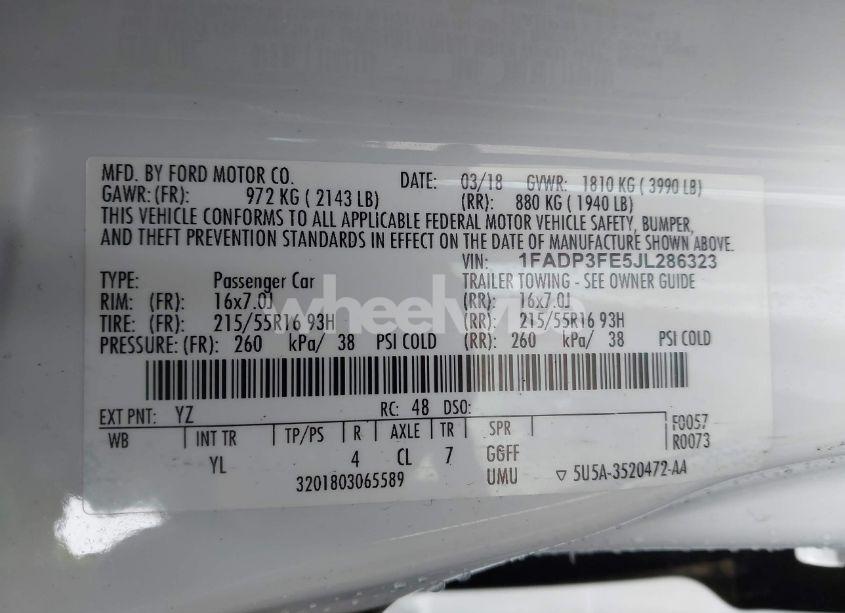 MFD. BY FORD MOTOR CO. DATE: 03/18 GVWR: 1810 KG ( 3990 LB)
GAWR: (FR): 972 KG ( 2143 LB) (RR): 880 KG ( 1940 LB)
THIS VEHICLE CONFORMS TO ALL APPLICABLE FEDERAL MOTOR VEHICLE SAFETY, BUMPER,
AND THEFT PREVENTION STANDARDS IN EFFECT ON THE DATE OF MANUFACTURE SHOWN ABOVE.
VIN: 1FADP3FE5JL286323
TYPE: Passenger Car TRAILER TOWING - SEE OWNER GUIDE
RIM: (FR): 16x7.0J (RR): 16x7.0J
TIRE: (FR): 215/55R16 93H (RR): 215/55R16 93H
PRESSURE: (FR): 260 kPa/ 38 PSI COLD (RR): 260 kPa/ 38 PSI COLD
EXT PNT: YZ RC: 48 DSO: F0057
WB INT TR TP/PS R AXLE TR SPR R0073
YL 4 CL 7 GGFF
3201803065589 UMU ▽ 5U5A-3520472-AA